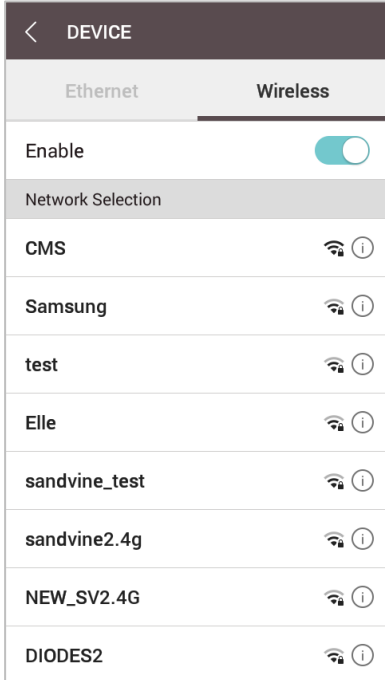 DEVICE
Ethernet Wireless
Enable
Network Selection
CMS
Samsung
test
Elle
sandvine_test
sandvine2.4g
NEW_SV2.4G
DIODES2